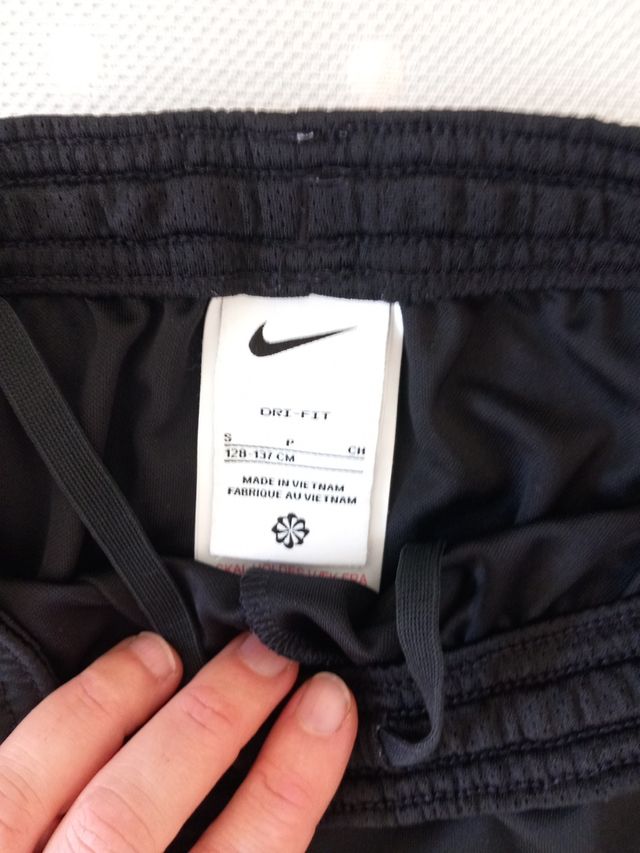 DRI-FIT
S P CH
128-137 CM
MADE IN VIETNAM
FABRIQUE AU VIETNAM